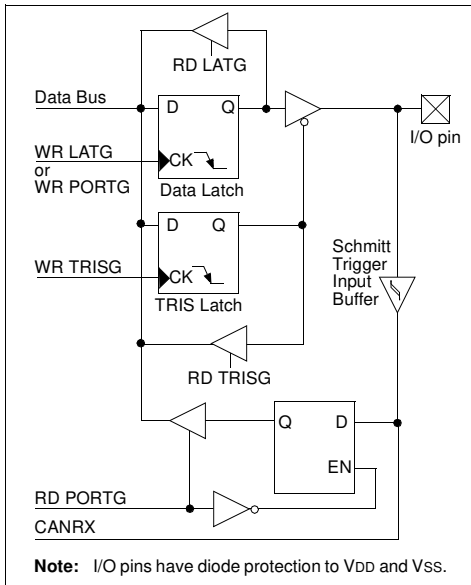 RD LATG
Data Bus
D Q
I/O pin
WR LATG
or
WR PORTG
CK
Data Latch
D Q
WR TRISG
CK
TRIS Latch
Schmitt
Trigger
Input
Buffer
RD TRISG
Q D
EN
RD PORTG
CANRX
Note: I/O pins have diode protection to VDD and VSS.